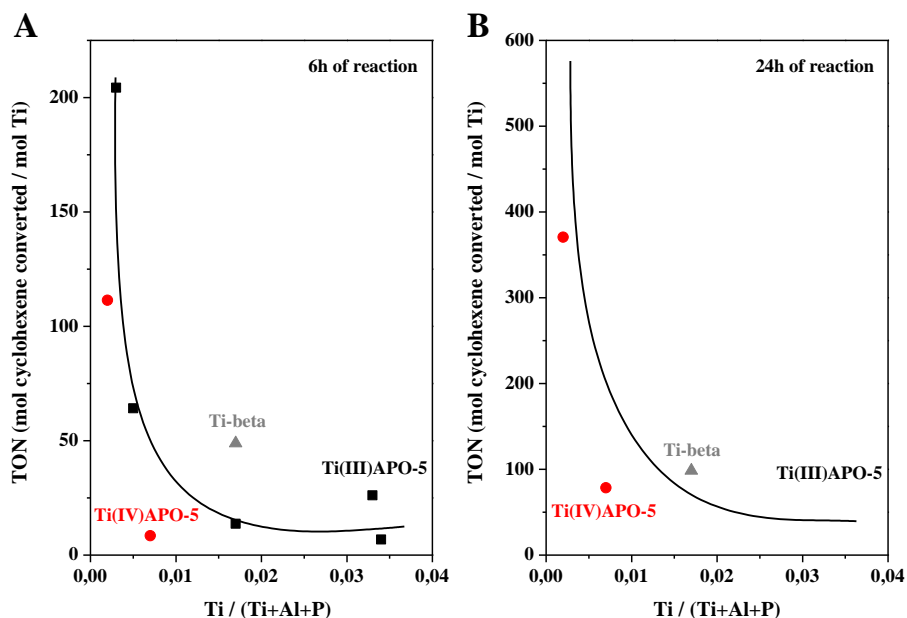 A
6h of reaction
200
150
100
50
0
0,00
0,01
0,02
0,03
0,04
TON (mol cyclohexene converted / mol Ti)
Ti / (Ti+Al+P)
Ti-beta
Ti(III)APO-5
Ti(IV)APO-5
B
24h of reaction
600
500
400
300
200
100
0
0,00
0,01
0,02
0,03
0,04
TON (mol cyclohexene converted / mol Ti)
Ti / (Ti+Al+P)
Ti-beta
Ti(III)APO-5
Ti(IV)APO-5